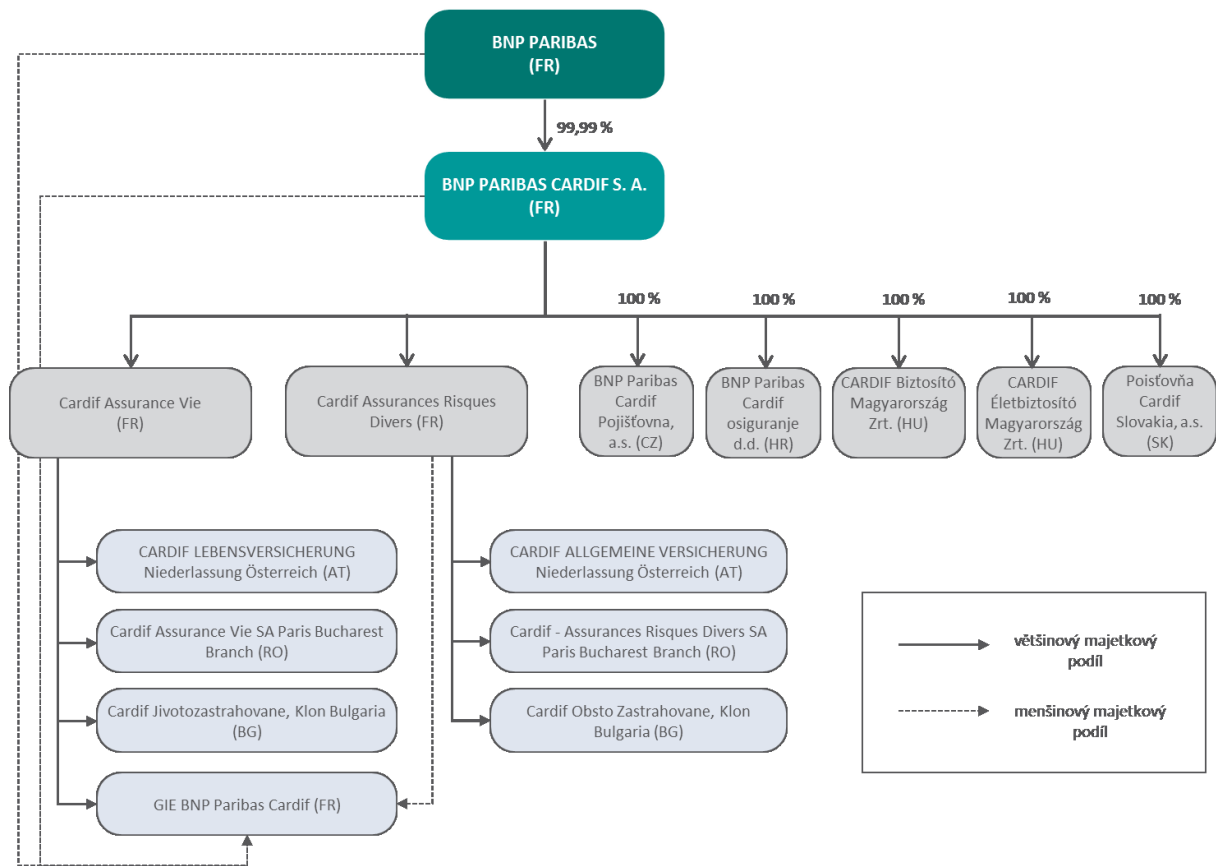 BNP PARIBAS
(FR)
99,99 %
BNP PARIBAS CARDIF S. A.
(FR)
100 %
100 %
100 %
100 %
100 %
Cardif Assurance Vie
(FR)
Cardif Assurances Risques
Divers (FR)
BNP Paribas
Cardif
Pojišťovna,
a.s. (CZ)
BNP Paribas
Cardif
osiguranje
d.d. (HR)
CARDIF Biztosító
Magyarország
Zrt. (HU)
CARDIF
Életbiztosító
Magyarország
Zrt. (HU)
Poisťovňa
Cardif
Slovakia, a.s.
(SK)
CARDIF LEBENSVERSICHERUNG
Niederlassung Österreich (AT)
Cardif Assurance Vie SA Paris Bucharest
Branch (RO)
Cardif Jivotozastrahovane, Klon Bulgaria
(BG)
GIE BNP Paribas Cardif (FR)
CARDIF ALLGEMEINE VERSICHERUNG
Niederlassung Österreich (AT)
Cardif - Assurances Risques Divers SA
Paris Bucharest Branch (RO)
Cardif Obsto Zastrahovane, Klon
Bulgaria (BG)
většinový majetkový
podíl
menšinový majetkový
podíl